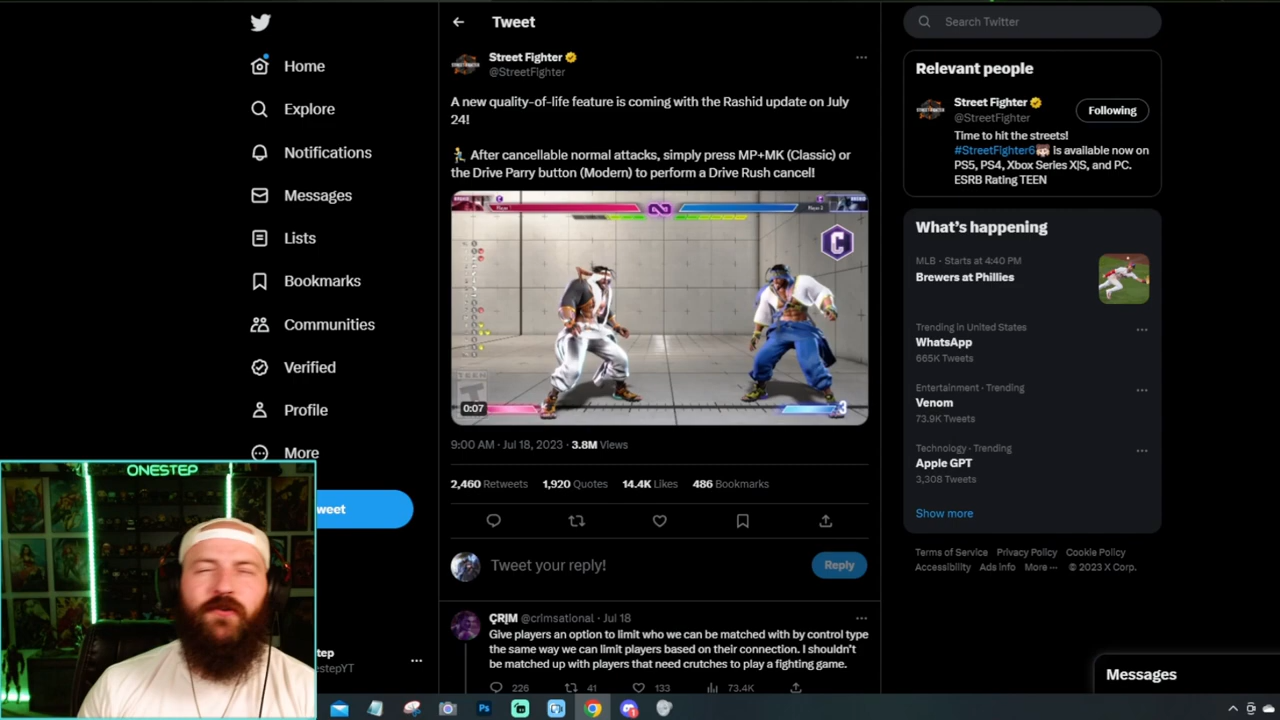 Home
Explore
Notifications
Messages
Lists
Bookmarks
Communities
Verified
Profile
More
weet
ONESTEP
tep
estepYT
Tweet
Street Fighter
@StreetFighter
A new quality-of-life feature is coming with the Rashid update on July
24!
After cancellable normal attacks, simply press MP+MK (Classic) or
the Drive Parry button (Modern) to perform a Drive Rush cancel!
C
TEEN
T
0:07
3
9:00 AM · Jul 18, 2023 · 3.8M Views
2,460 Retweets 1,920 Quotes 14.4K Likes 486 Bookmarks
Tweet your reply!
Reply
ÇRĮM @crimsational · Jul 18
Give players an option to limit who we can be matched with by control type
the same way we can limit players based on their connection. I shouldn't
be matched up with players that need crutches to play a fighting game.
226 41 133 73.4K
Search Twitter
Relevant people
Street Fighter
@StreetFighter
Following
Time to hit the streets!
#StreetFighter6 is available now on
PS5, PS4, Xbox Series X|S, and PC.
ESRB Rating TEEN
What's happening
MLB · Starts at 4:40 PM
Brewers at Phillies
Trending in United States
WhatsApp
665K Tweets
Entertainment · Trending
Venom
73.9K Tweets
Technology · Trending
Apple GPT
3,308 Tweets
Show more
Terms of Service Privacy Policy Cookie Policy
Accessibility Ads info More ··· © 2023 X Corp.
Messages
Ps